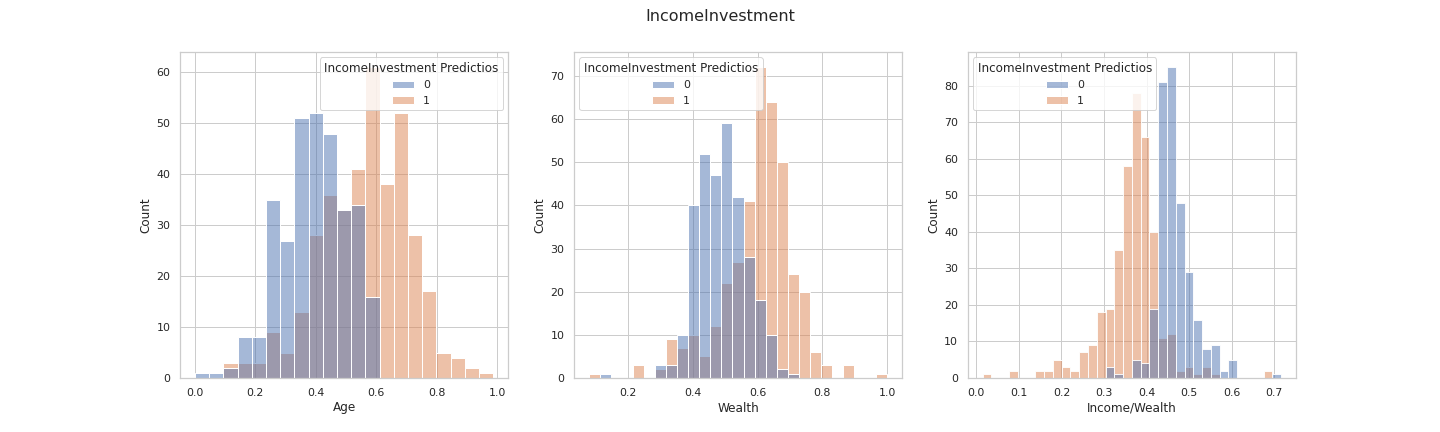 IncomeInvestment
IncomeInvestment Predictios
0
1
60
50
40
30
20
10
0
Count
0.0 0.2 0.4 0.6 0.8 1.0
Age
IncomeInvestment Predictios
0
1
70
60
50
40
30
20
10
0
Count
0.2 0.4 0.6 0.8 1.0
Wealth
IncomeInvestment Predictios
0
1
80
70
60
50
40
30
20
10
0
Count
0.0 0.1 0.2 0.3 0.4 0.5 0.6 0.7
Income/Wealth